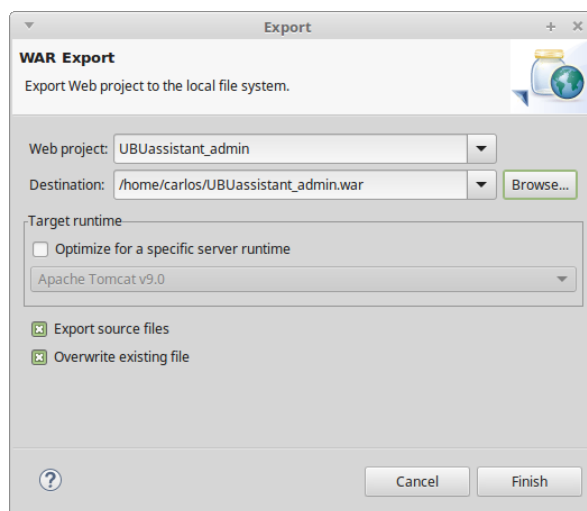 Export
WAR Export
Export Web project to the local file system.
Web project: UBUassistant_admin
Destination: /home/carlos/UBUassistant_admin.war Browse...
Target runtime
Optimize for a specific server runtime
Apache Tomcat v9.0
Export source files
Overwrite existing file
? Cancel Finish